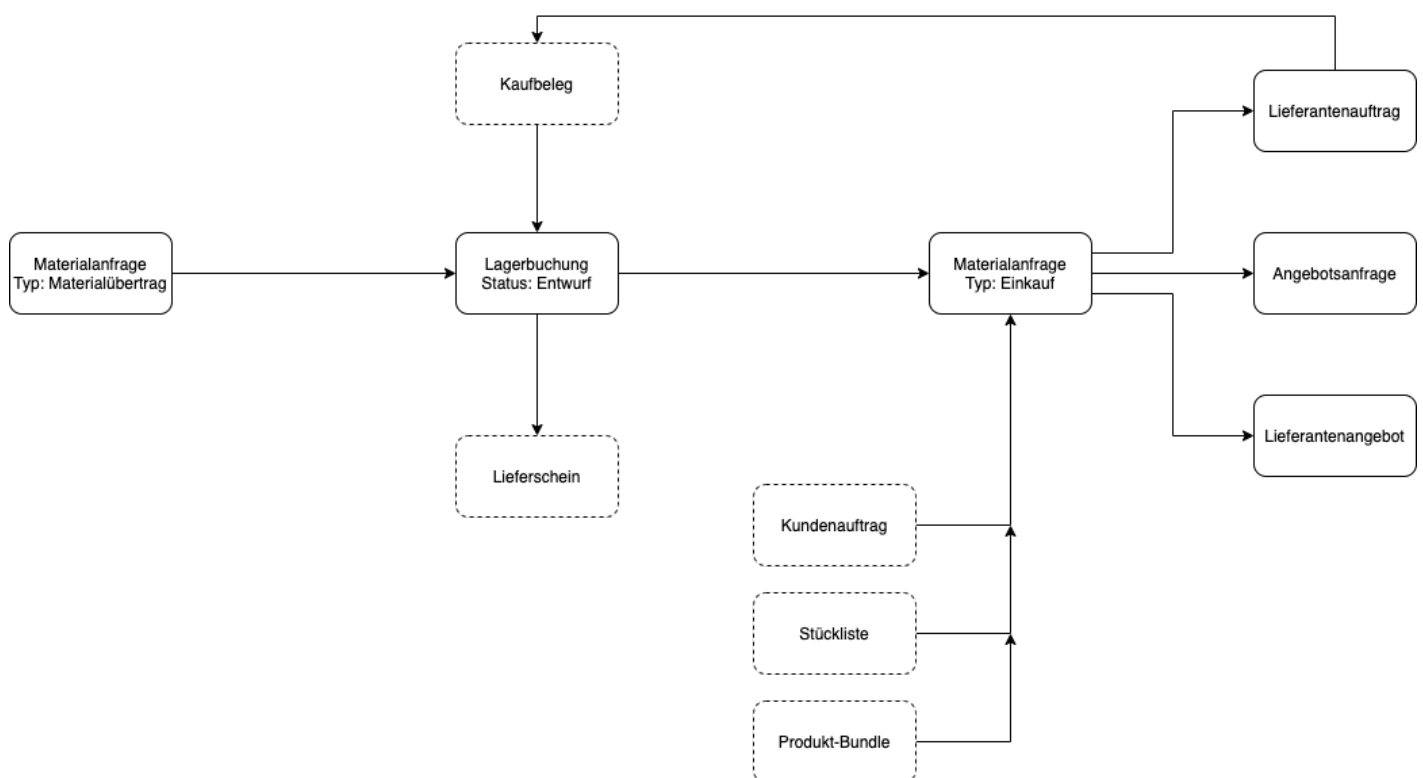 Kaufbeleg
Lieferantenauftrag
Materialanfrage
Typ: Materialübertrag
Lagerbuchung
Status: Entwurf
Materialanfrage
Typ: Einkauf
Angebotsanfrage
Lieferschein
Lieferantenangebot
Kundenauftrag
Stückliste
Produkt-Bundle